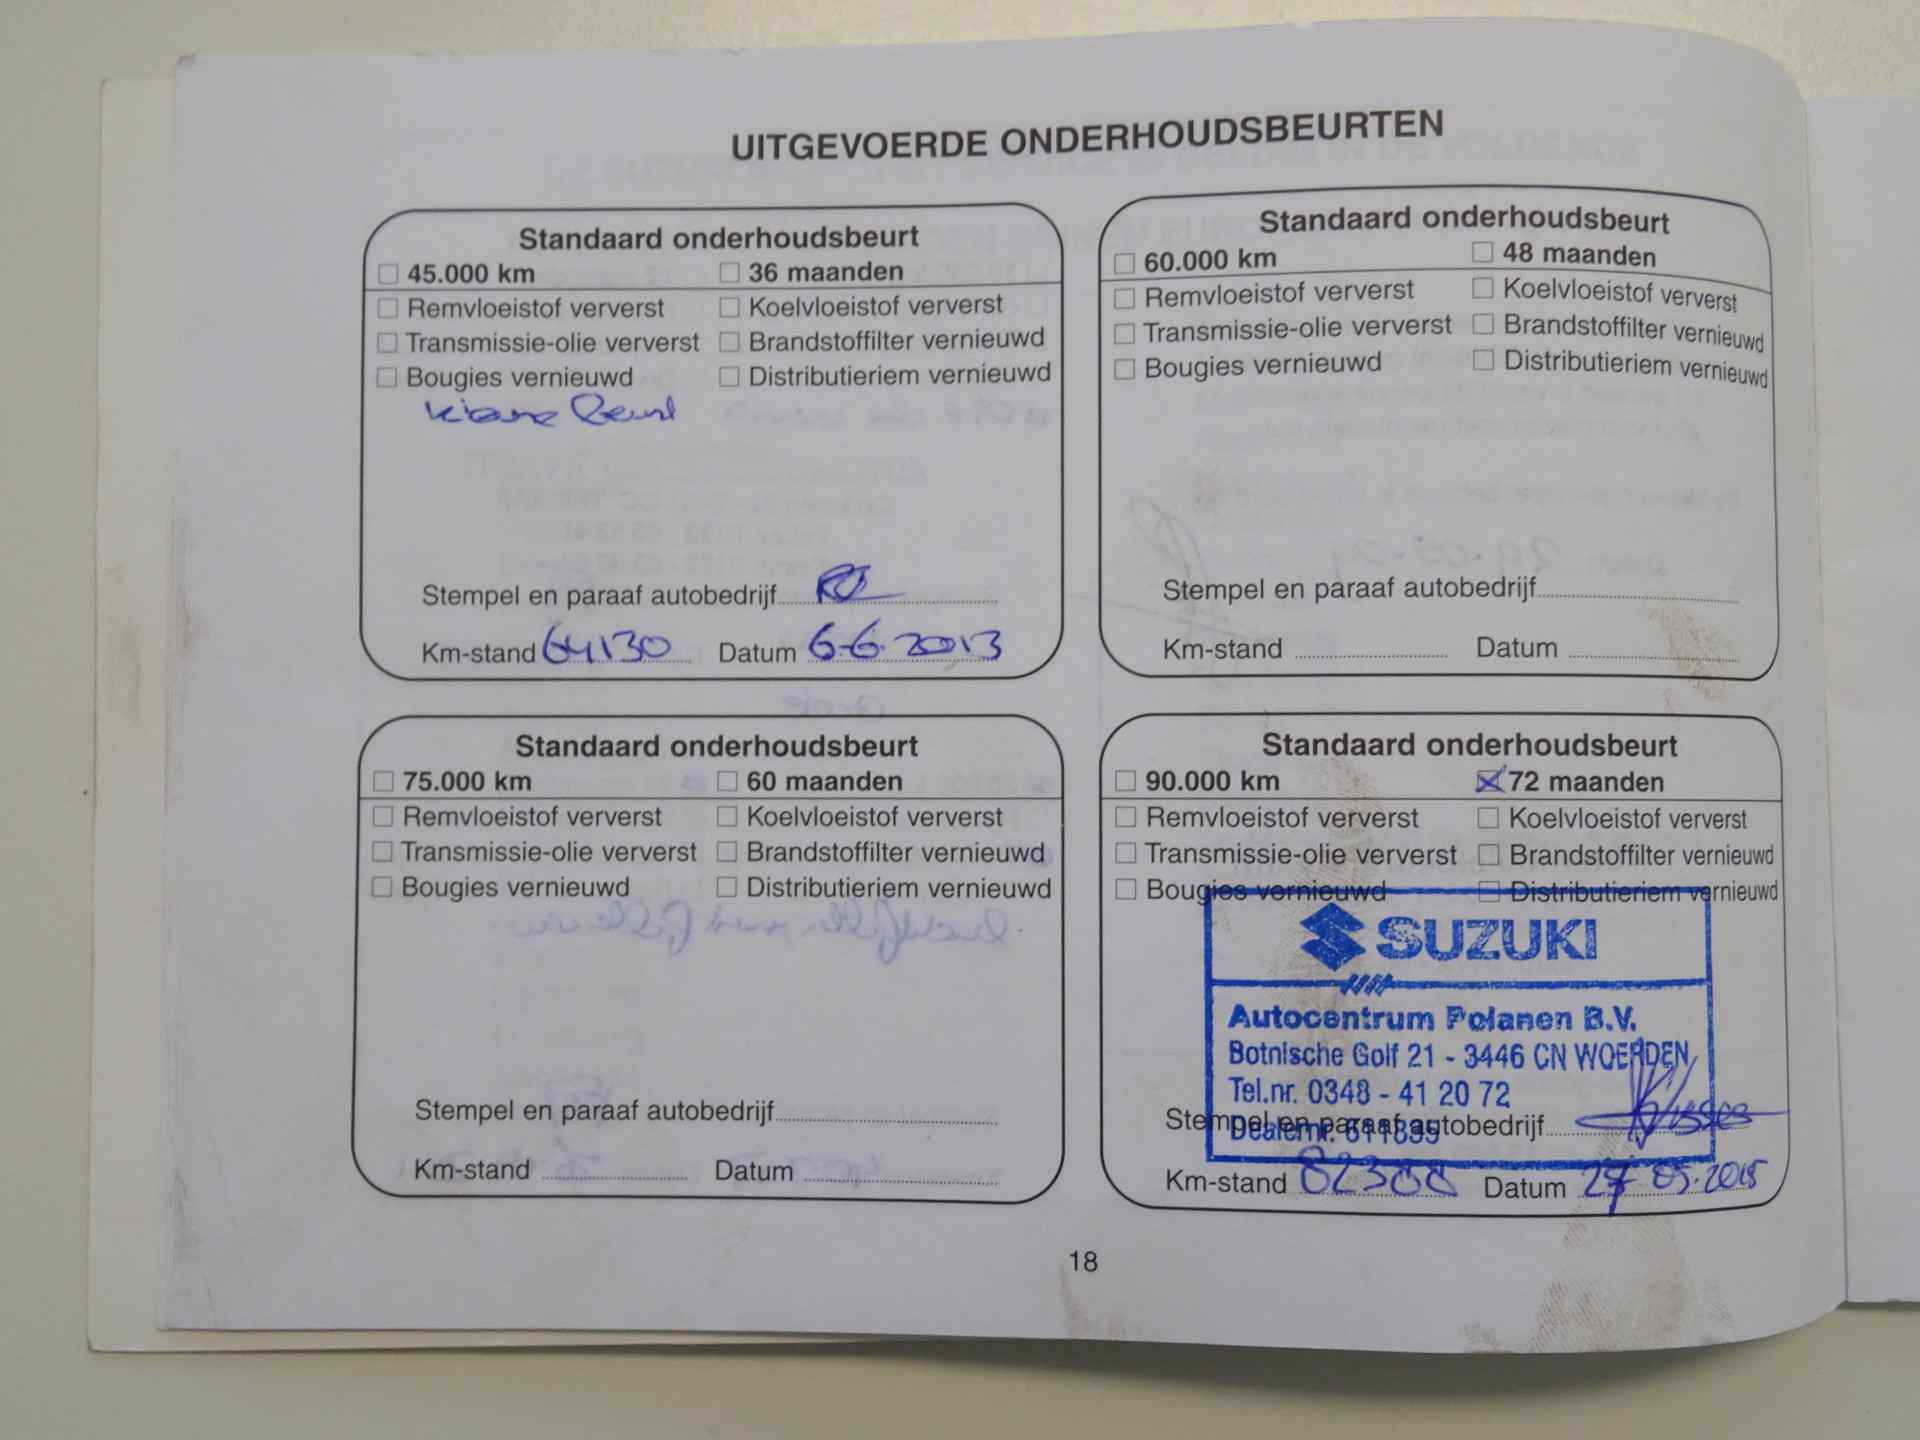 UITGEVOERDE ONDERHOUDSBEURTEN
Standaard onderhoudsbeurt
45.000 km 36 maanden
Remvloeistof ververst Koelvloeistof ververst
Transmissie-olie ververst Brandstoffilter vernieuwd
Bougies vernieuwd Distributieriem vernieuwd
Stempel en paraaf autobedrijf
Km-stand 64130 Datum 6-6-2013
Standaard onderhoudsbeurt
60.000 km 48 maanden
Remvloeistof ververst Koelvloeistof ververst
Transmissie-olie ververst Brandstoffilter vernieuwd
Bougies vernieuwd Distributieriem vernieuwd
Stempel en paraaf autobedrijf
Km-stand Datum
Standaard onderhoudsbeurt
75.000 km 60 maanden
Remvloeistof ververst Koelvloeistof ververst
Transmissie-olie ververst Brandstoffilter vernieuwd
Bougies vernieuwd Distributieriem vernieuwd
Stempel en paraaf autobedrijf
Km-stand Datum
Standaard onderhoudsbeurt
90.000 km 72 maanden
Remvloeistof ververst Koelvloeistof ververst
Transmissie-olie ververst Brandstoffilter vernieuwd
Bougies vernieuwd Distributieriem vernieuwd
SUZUKI
Autocentrum Polanen B.V.
Botnische Golf 21 - 3446 CN WOERDEN
Tel.nr. 0348 - 41 20 72
Stempel en paraaf autobedrijf
Dealernr.
Km-stand 82308 Datum 27 05.2015
18